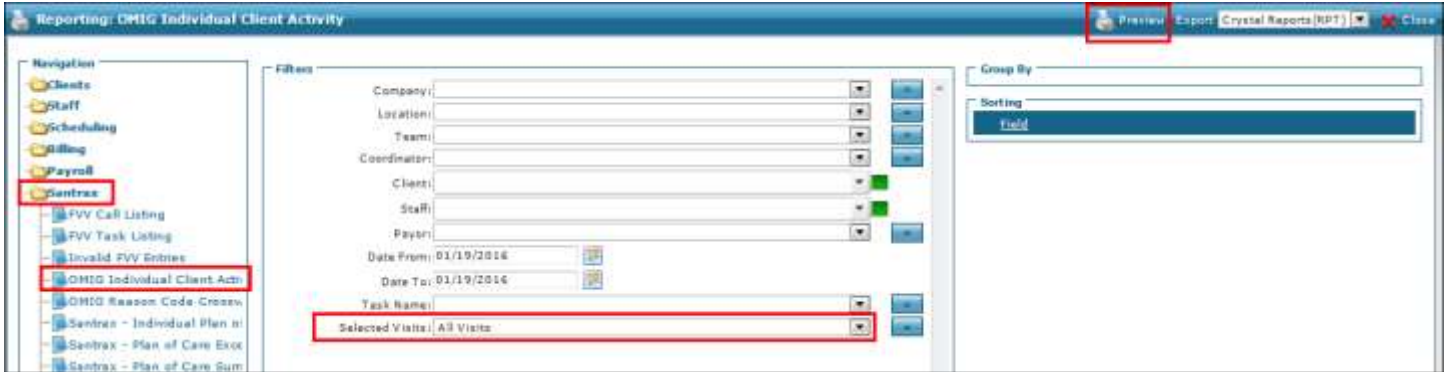 Reporting: OMIG Individual Client Activity
Preview Export Crystal Reports(RPT) Close
Navigation
Clients
Staff
Scheduling
Billing
Payroll
Santrax
FVV Call Listing
FVV Task Listing
Invalid FVV Entries
OMIG Individual Client Acti
OMIG Reason Code Crossw
Santrax - Individual Plan n
Santrax - Plan of Care Exce
Santrax - Plan of Care Sum
Filters
Company:
Location:
Team:
Coordinator:
Client:
Staff:
Payor:
Date From: 01/19/2016
Date To: 01/19/2016
Task Name:
Selected Visits: All Visits
Group By
Sorting
Field